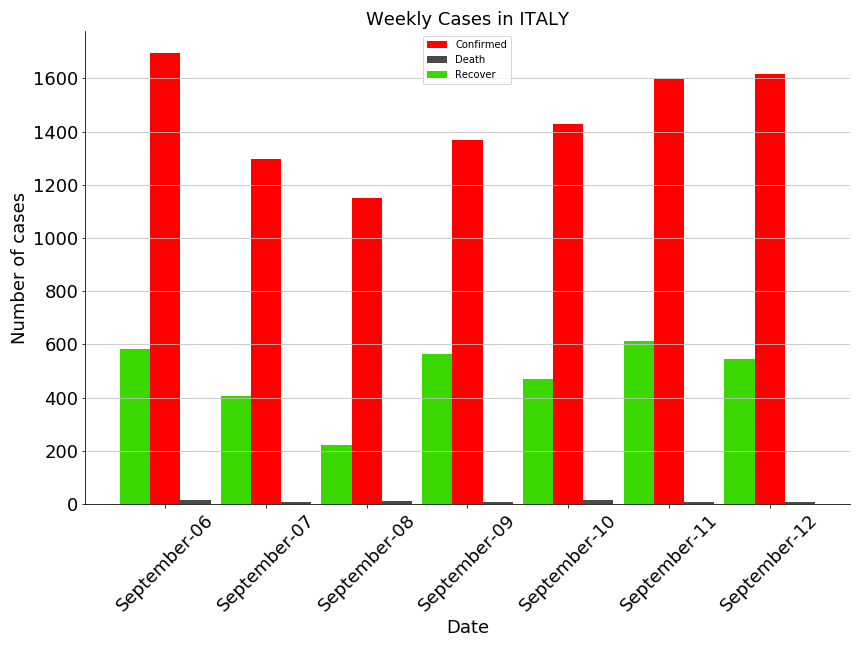 Weekly Cases in ITALY
Confirmed
Death
Recover
Number of cases
1600
1400
1200
1000
800
600
400
200
0
September-06
September-07
September-08
September-09
September-10
September-11
September-12
Date